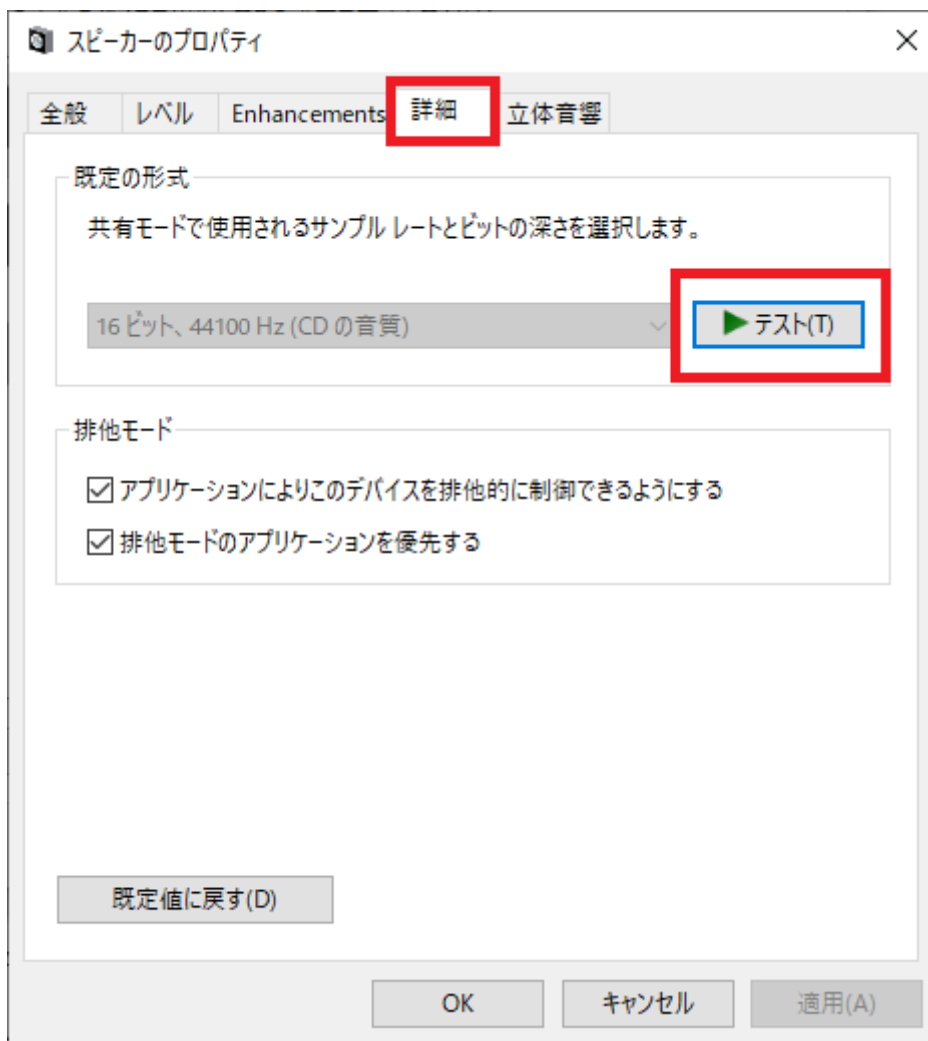 スピーカーのプロパティ
全般 レベル Enhancements 詳細 立体音響
既定の形式
共有モードで使用されるサンプル レートとビットの深さを選択します。
16 ビット、44100 Hz (CD の音質) テスト(T)
排他モード
アプリケーションによりこのデバイスを排他的に制御できるようにする
排他モードのアプリケーションを優先する
既定値に戻す(D)
OK キャンセル 適用(A)